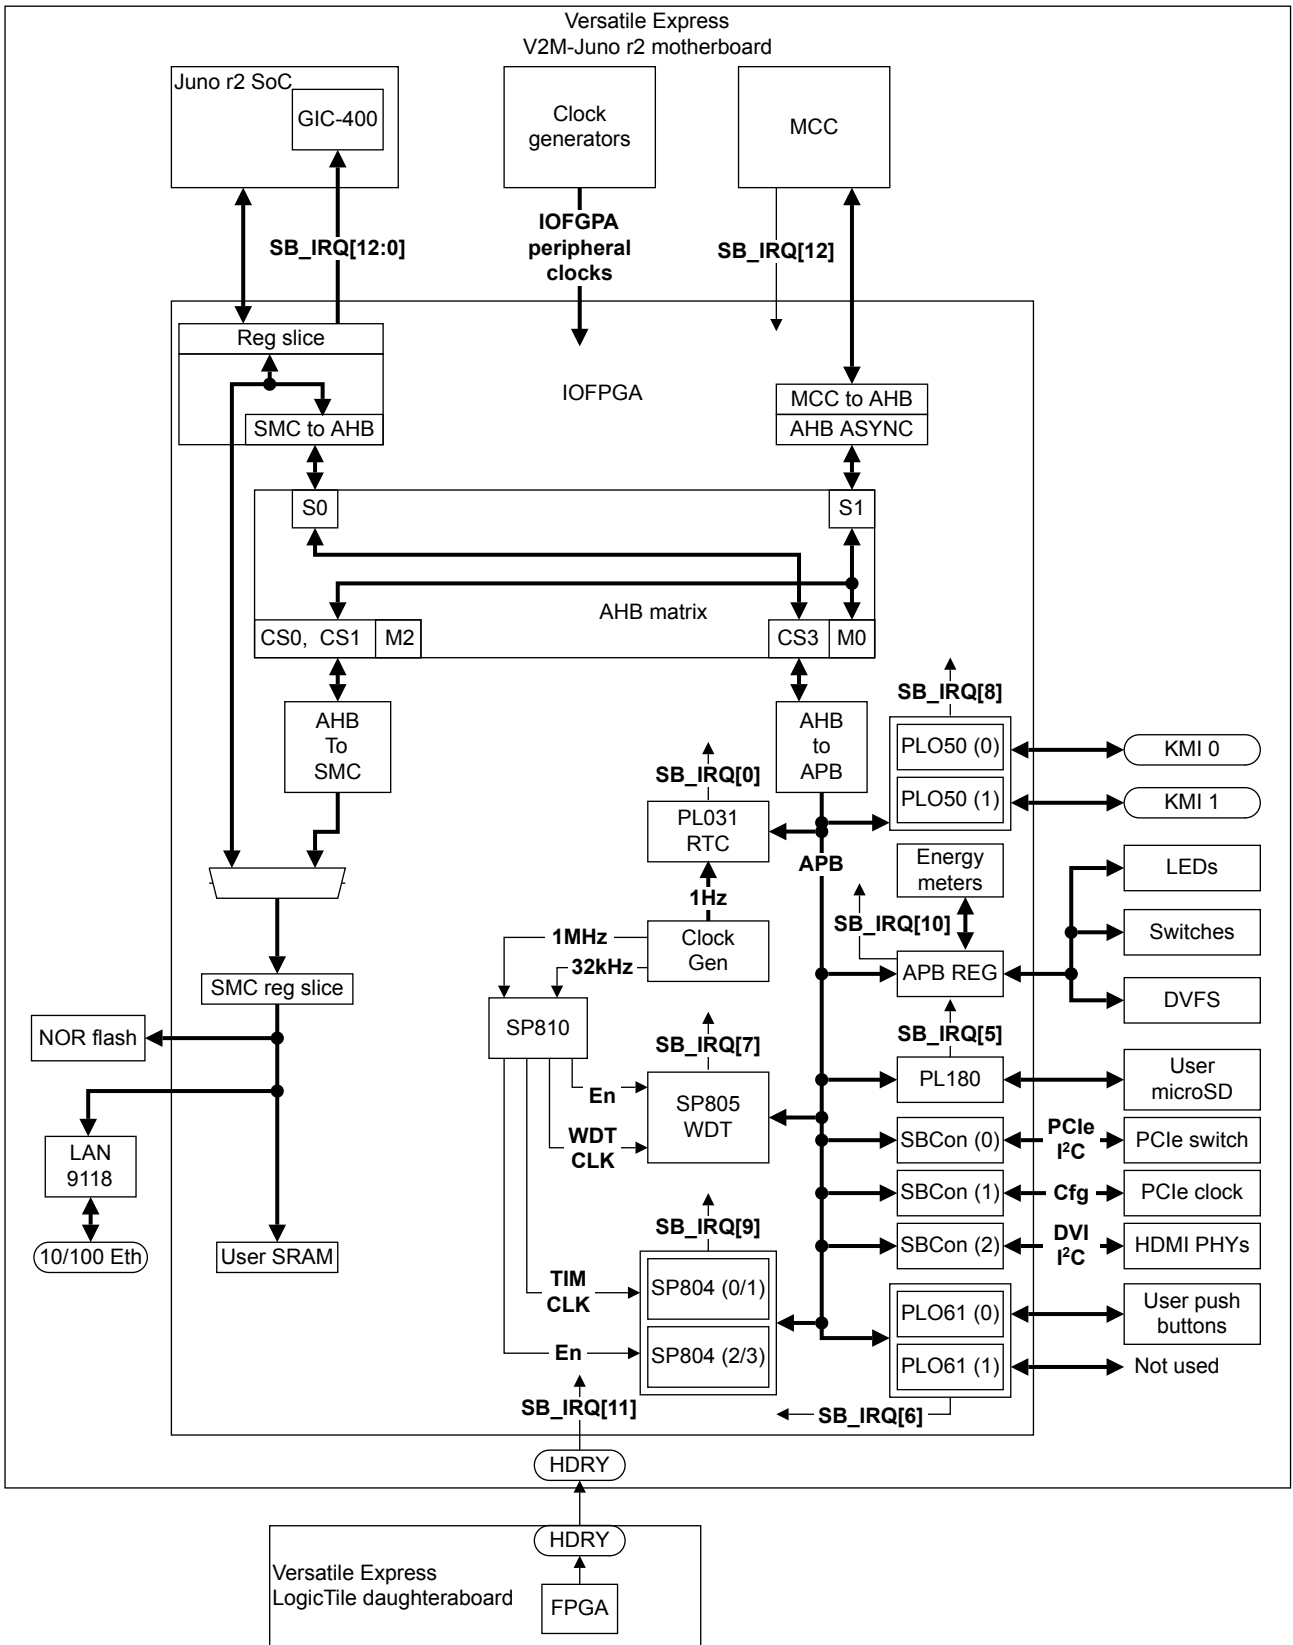 Versatile Express
V2M-Juno r2 motherboard
Juno r2 SoC
GIC-400
Clock
generators
MCC
SB_IRQ[12:0]
IOFGPA
peripheral
clocks
SB_IRQ[12]
Reg slice
IOFPGA
SMC to AHB
MCC to AHB
AHB ASYNC
S0
S1
AHB matrix
CS0, CS1
M2
CS3
M0
AHB
To
SMC
AHB
to
APB
SB_IRQ[8]
PLO50 (0)
PLO50 (1)
KMI 0
KMI 1
SB_IRQ[0]
PL031
RTC
APB
Energy
meters
LEDs
1Hz
SB_IRQ[10]
Switches
1MHz
32kHz
Clock
Gen
APB REG
DVFS
SMC reg slice
NOR flash
SP810
SB_IRQ[7]
SB_IRQ[5]
PL180
User
microSD
En
SP805
WDT
WDT
CLK
SBCon (0)
PCIe
I²C
PCIe switch
LAN
9118
SBCon (1)
Cfg
PCIe clock
SB_IRQ[9]
SBCon (2)
DVI
I²C
HDMI PHYs
10/100 Eth
User SRAM
TIM
CLK
SP804 (0/1)
PLO61 (0)
User push
buttons
En
SP804 (2/3)
PLO61 (1)
Not used
SB_IRQ[11]
SB_IRQ[6]
HDRY
HDRY
Versatile Express
LogicTile daughteraboard
FPGA